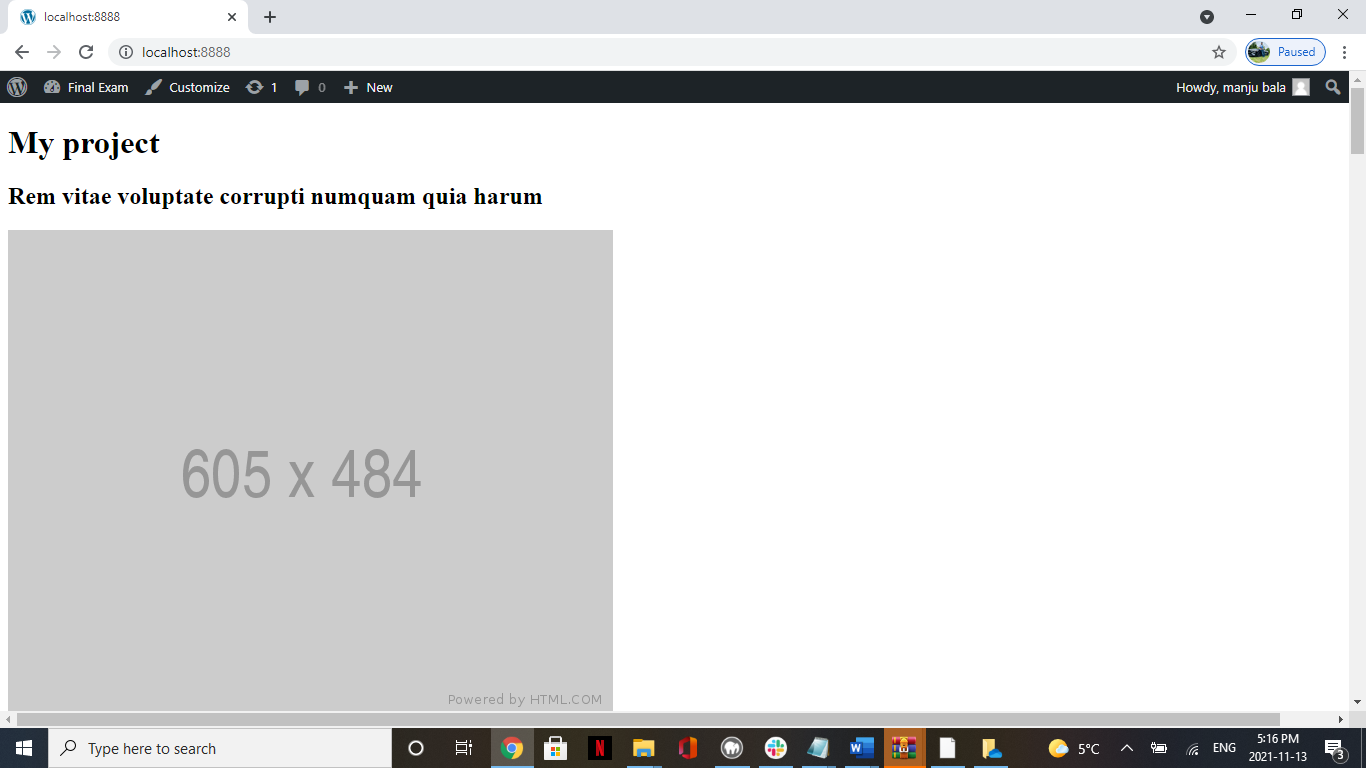 localhost:8888
localhost:8888
Paused
Final Exam
Customize
1
0
New
Howdy, manju bala
My project
Rem vitae voluptate corrupti numquam quia harum
605 x 484
Powered by HTML.COM
Type here to search
5°C
ENG
5:16 PM
2021-11-13
3